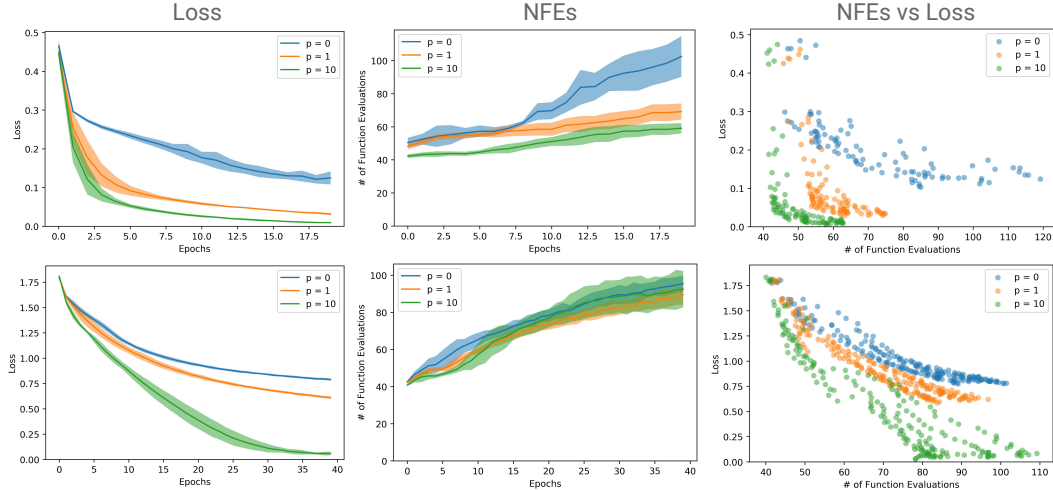 Loss
NFEs
NFEs vs Loss
0.5
0.4
0.3
0.2
0.1
0.0
Loss
p = 0
p = 1
p = 10
0.0 2.5 5.0 7.5 10.0 12.5 15.0 17.5
Epochs
100
80
60
40
20
0
# of Function Evaluations
p = 0
p = 1
p = 10
0.0 2.5 5.0 7.5 10.0 12.5 15.0 17.5
Epochs
0.5
0.4
0.3
0.2
0.1
0.0
Loss
p = 0
p = 1
p = 10
40 50 60 70 80 90 100 110 120
# of Function Evaluations
1.75
1.50
1.25
1.00
0.75
0.50
0.25
0.00
Loss
p = 0
p = 1
p = 10
0 5 10 15 20 25 30 35 40
Epochs
100
80
60
40
20
0
# of Function Evaluations
p = 0
p = 1
p = 10
0 5 10 15 20 25 30 35 40
Epochs
1.75
1.50
1.25
1.00
0.75
0.50
0.25
0.00
Loss
p = 0
p = 1
p = 10
40 50 60 70 80 90 100 110
# of Function Evaluations